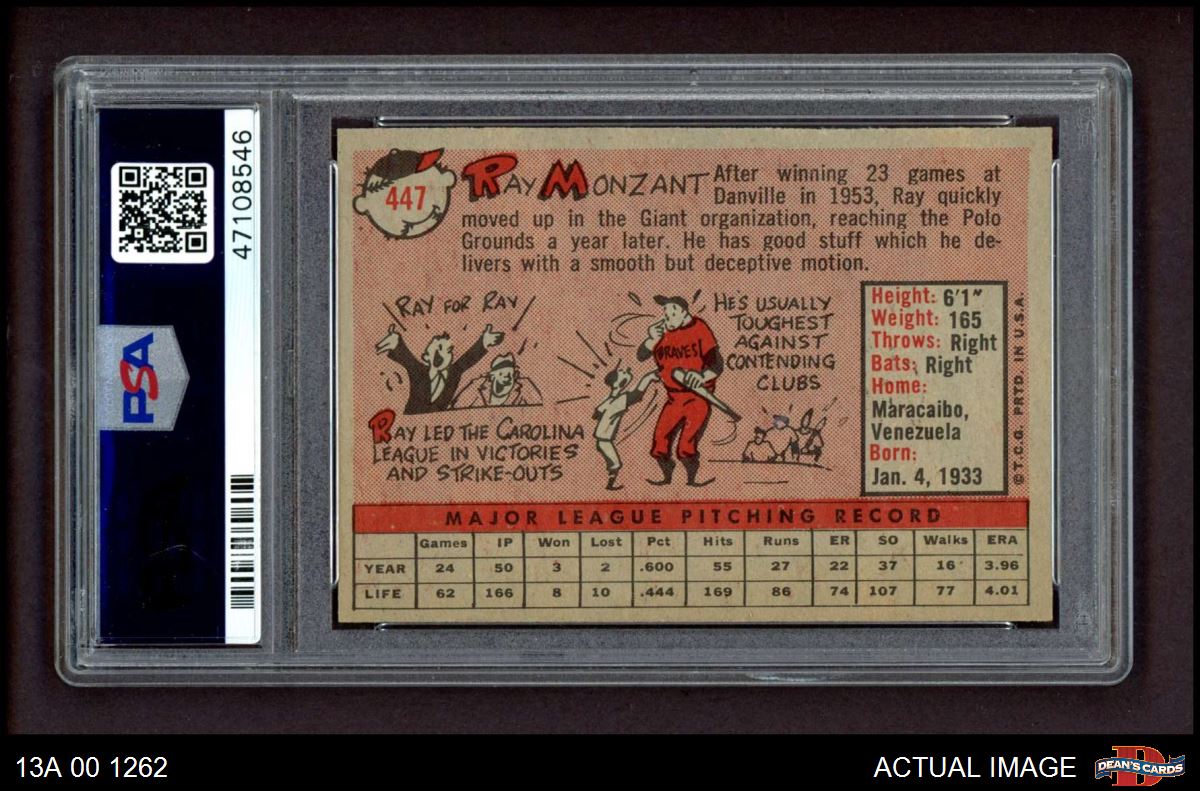 47108546
PSA
447
RAY MONZANT
After winning 23 games at
Danville in 1953, Ray quickly
moved up in the Giant organization, reaching the Polo
Grounds a year later. He has good stuff which he de-
livers with a smooth but deceptive motion.
RAY FOR RAY
RAY LED THE CAROLINA
LEAGUE IN VICTORIES
AND STRIKE-OUTS
BRAVES!
HE'S USUALLY
TOUGHEST
AGAINST
CONTENDING
CLUBS
Height: 6'1"
Weight: 165
Throws: Right
Bats: Right
Home:
Maracaibo,
Venezuela
Born:
Jan. 4, 1933
© T.C.G. PRTD. IN U.S.A.
MAJOR LEAGUE PITCHING RECORD
Games IP Won Lost Pct Hits Runs ER SO Walks ERA
YEAR 24 50 3 2 .600 55 27 22 37 16 3.96
LIFE 62 166 8 10 .444 169 86 74 107 77 4.01
13A 00 1262
ACTUAL IMAGE
D
DEAN'S CARDS